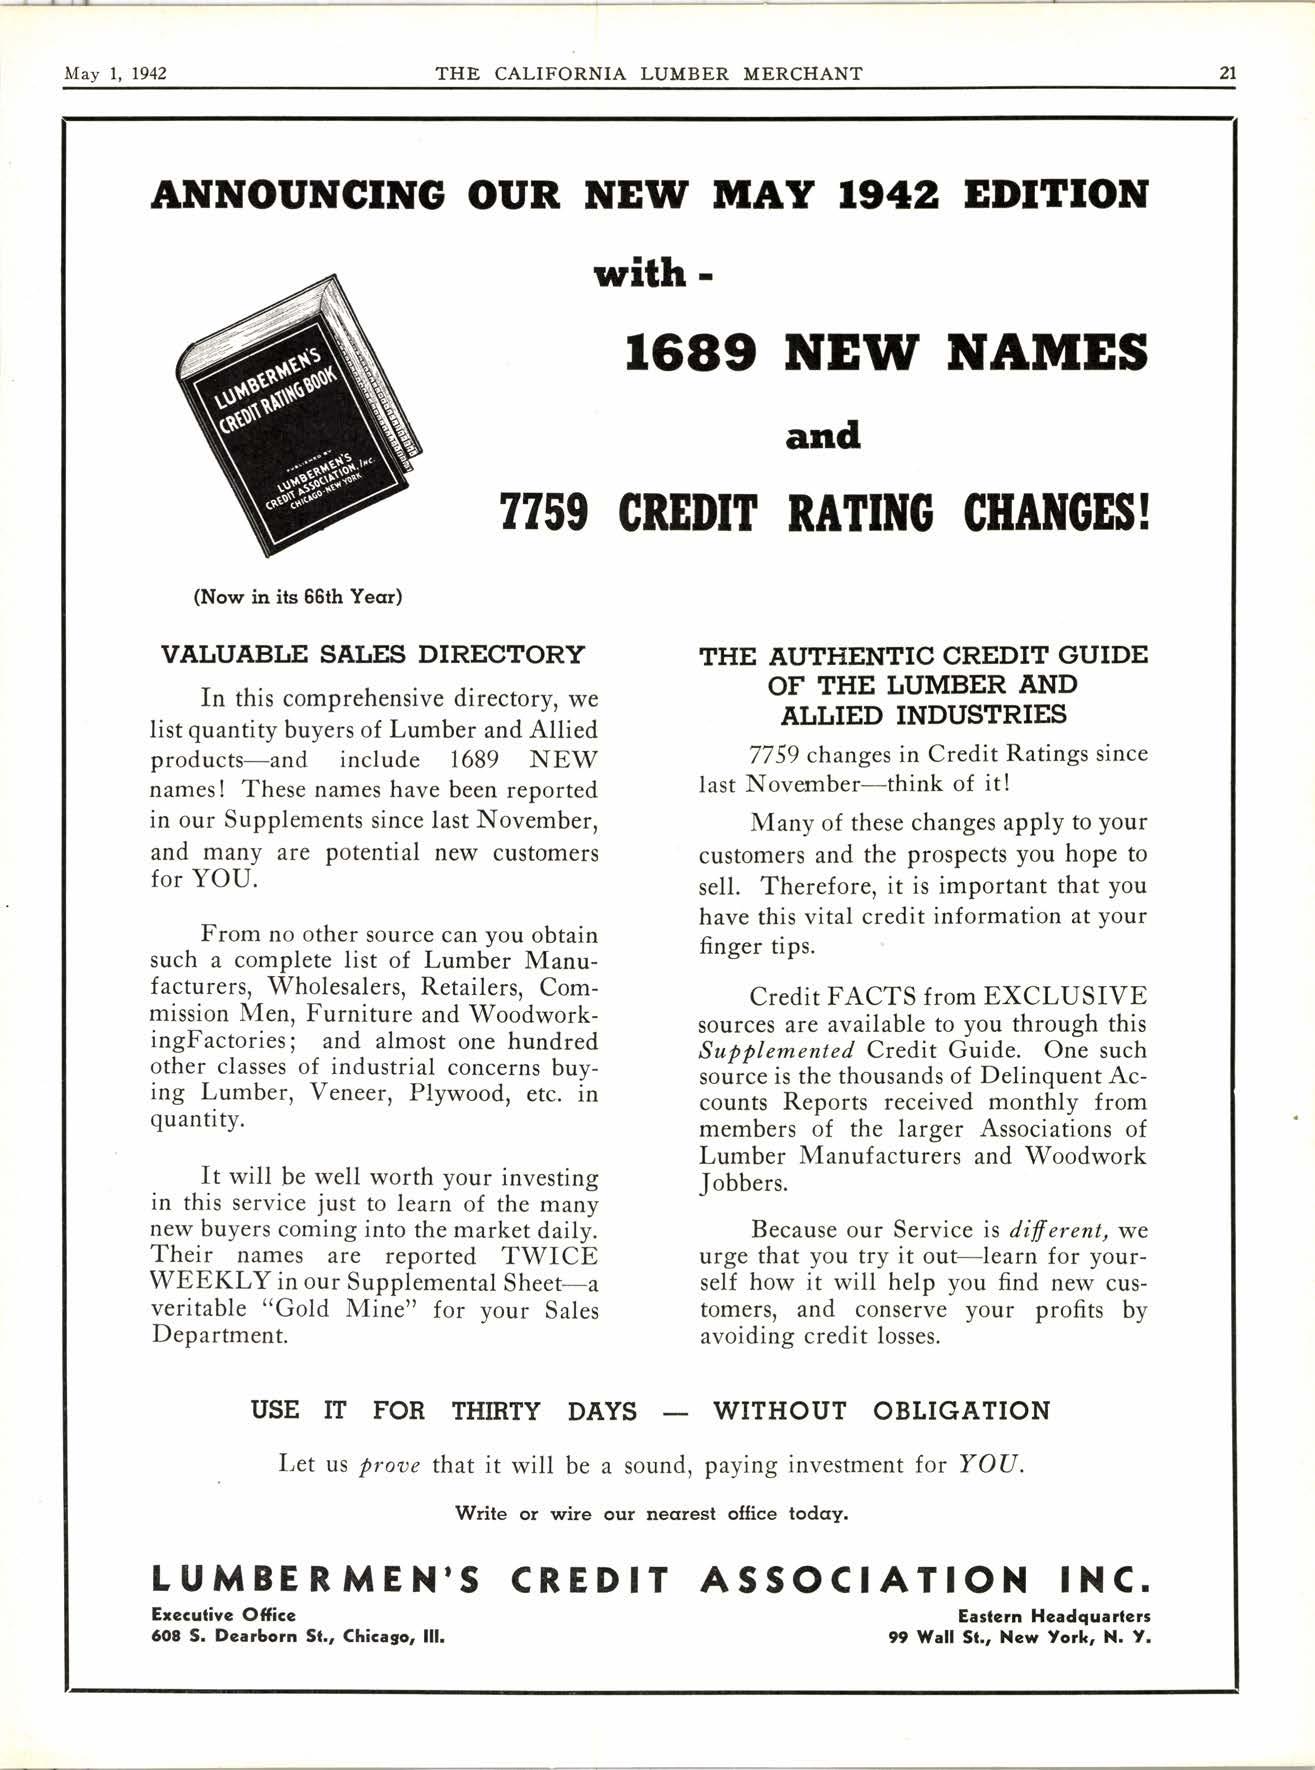 May 1, 1942 THE CALIFORNIA LUMBER MERCHANT 21
ANNOUNCING OUR NEW MAY 1942 EDITION
with -
1689 NEW NAMES
and
7759 CREDIT RATING CHANGES!
LUMBERMEN'S
CREDIT RATING BOOK
PUBLISHED BY
LUMBERMEN'S
CREDIT ASSOCIATION, INC.
CHICAGO-NEW YORK
(Now in its 66th Year)
VALUABLE SALES DIRECTORY
In this comprehensive directory, we
list quantity buyers of Lumber and Allied
products—and include 1689 NEW
names! These names have been reported
in our Supplements since last November,
and many are potential new customers
for YOU.
From no other source can you obtain
such a complete list of Lumber Manu-
facturers, Wholesalers, Retailers, Com-
mission Men, Furniture and Woodwork-
ingFactories; and almost one hundred
other classes of industrial concerns buy-
ing Lumber, Veneer, Plywood, etc. in
quantity.
It will be well worth your investing
in this service just to learn of the many
new buyers coming into the market daily.
Their names are reported TWICE
WEEKLY in our Supplemental Sheet—a
veritable "Gold Mine" for your Sales
Department.
THE AUTHENTIC CREDIT GUIDE
OF THE LUMBER AND
ALLIED INDUSTRIES
7759 changes in Credit Ratings since
last November—think of it!
Many of these changes apply to your
customers and the prospects you hope to
sell. Therefore, it is important that you
have this vital credit information at your
finger tips.
Credit FACTS from EXCLUSIVE
sources are available to you through this
Supplemented Credit Guide. One such
source is the thousands of Delinquent Ac-
counts Reports received monthly from
members of the larger Associations of
Lumber Manufacturers and Woodwork
Jobbers.
Because our Service is different, we
urge that you try it out—learn for your-
self how it will help you find new cus-
tomers, and conserve your profits by
avoiding credit losses.
USE IT FOR THIRTY DAYS — WITHOUT OBLIGATION
Let us prove that it will be a sound, paying investment for YOU.
Write or wire our nearest office today.
LUMBERMEN'S CREDIT ASSOCIATION INC.
Executive Office
608 S. Dearborn St., Chicago, Ill.
Eastern Headquarters
99 Wall St., New York, N. Y.